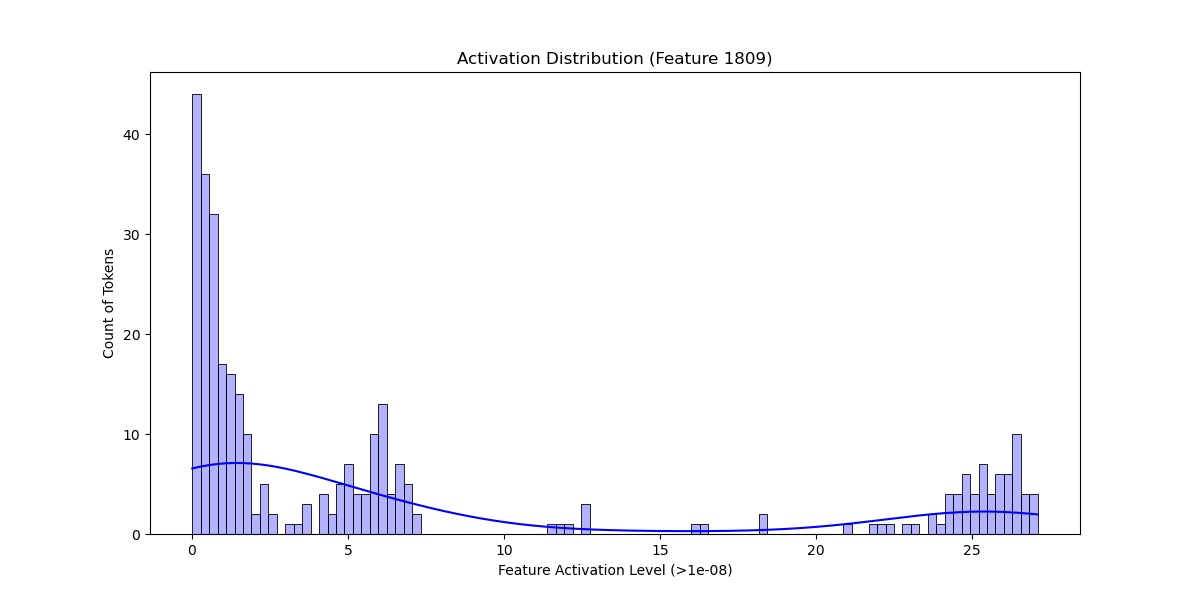 Activation Distribution (Feature 1809)
Count of Tokens
40
30
20
10
0
0 5 10 15 20 25
Feature Activation Level (>1e-08)